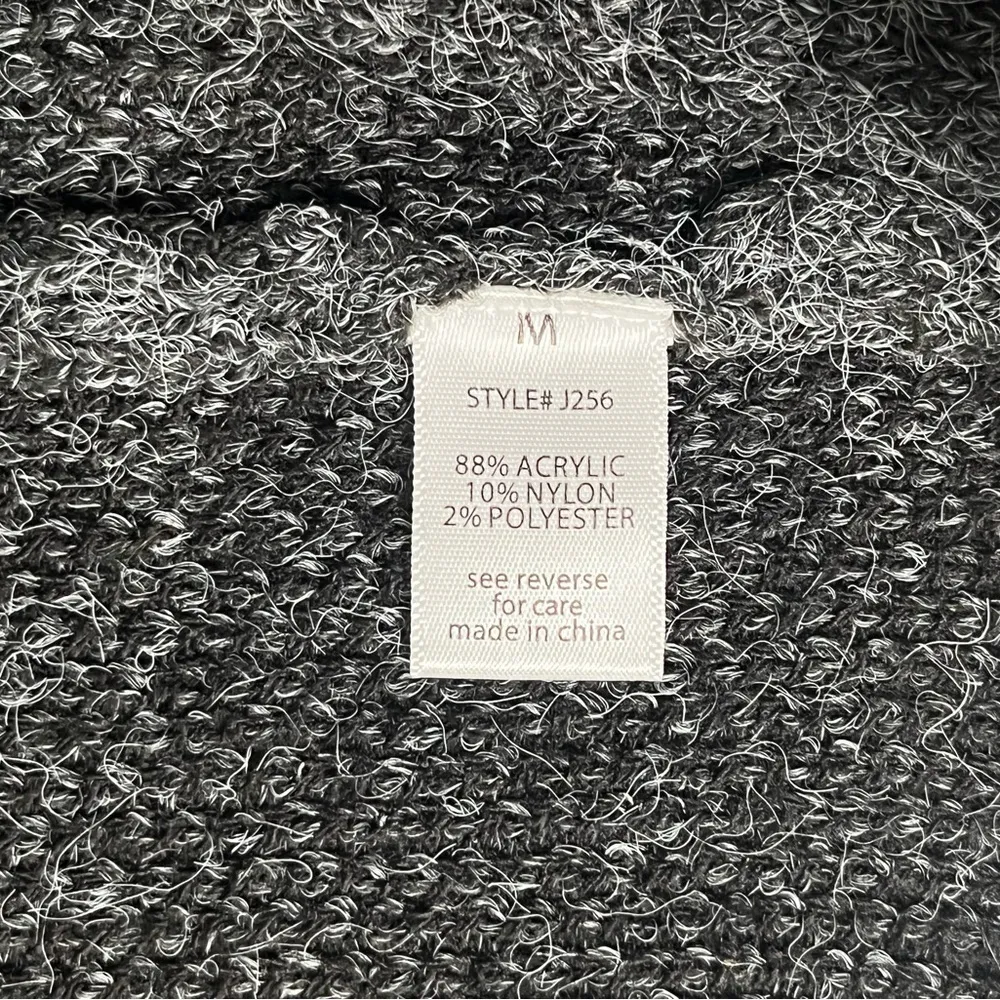 M
STYLE# J256
88% ACRYLIC
10% NYLON
2% POLYESTER
see reverse
for care
made in china